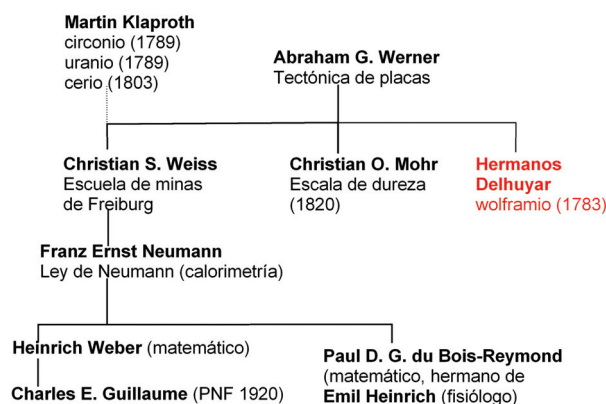 Martin Klaproth
circonio (1789)
uranio (1789)
cerio (1803)
Abraham G. Werner
Tectónica de placas
Christian S. Weiss
Escuela de minas
de Freiburg
Christian O. Mohr
Escala de dureza
(1820)
Hermanos
Delhuyar
wolframio (1783)
Franz Ernst Neumann
Ley de Neumann (calorimetría)
Heinrich Weber (matemático)
Charles E. Guillaume (PNF 1920)
Paul D. G. du Bois-Reymond
(matemático, hermano de
Emil Heinrich (fisiólogo)